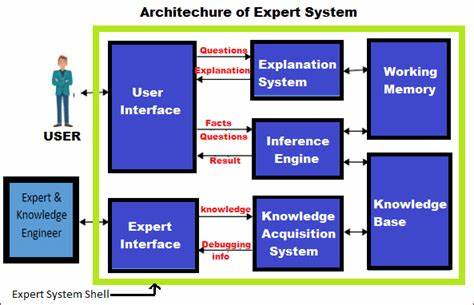 Architechure of Expert System
Questions
Explanation
Explanation
System
Working
Memory
User
Interface
USER
Facts
Questions
Result
Inference
Engine
Expert &
Knowledge
Engineer
Expert
Interface
knowledge
Debugging
info
Knowledge
Acquisition
System
Knowledge
Base
Expert System Shell